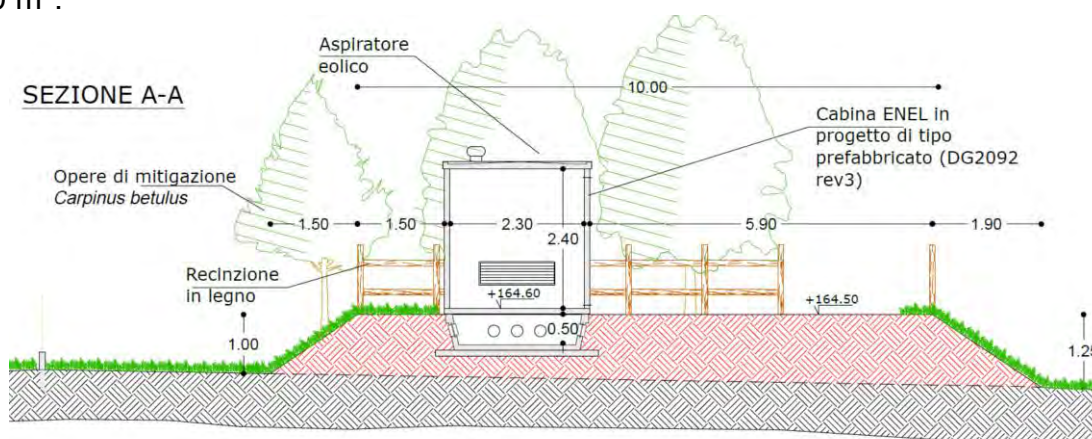 Aspiratore
eolico
SEZIONE A-A
10.00
Cabina ENEL in
progetto di tipo
prefabbricato (DG2092
rev3)
Opere di mitigazione
Carpinus betulus
1.50
1.50
2.30
2.40
5.90
1.90
Recinzione
in legno
+164.60
+164.50
0.50
1.00